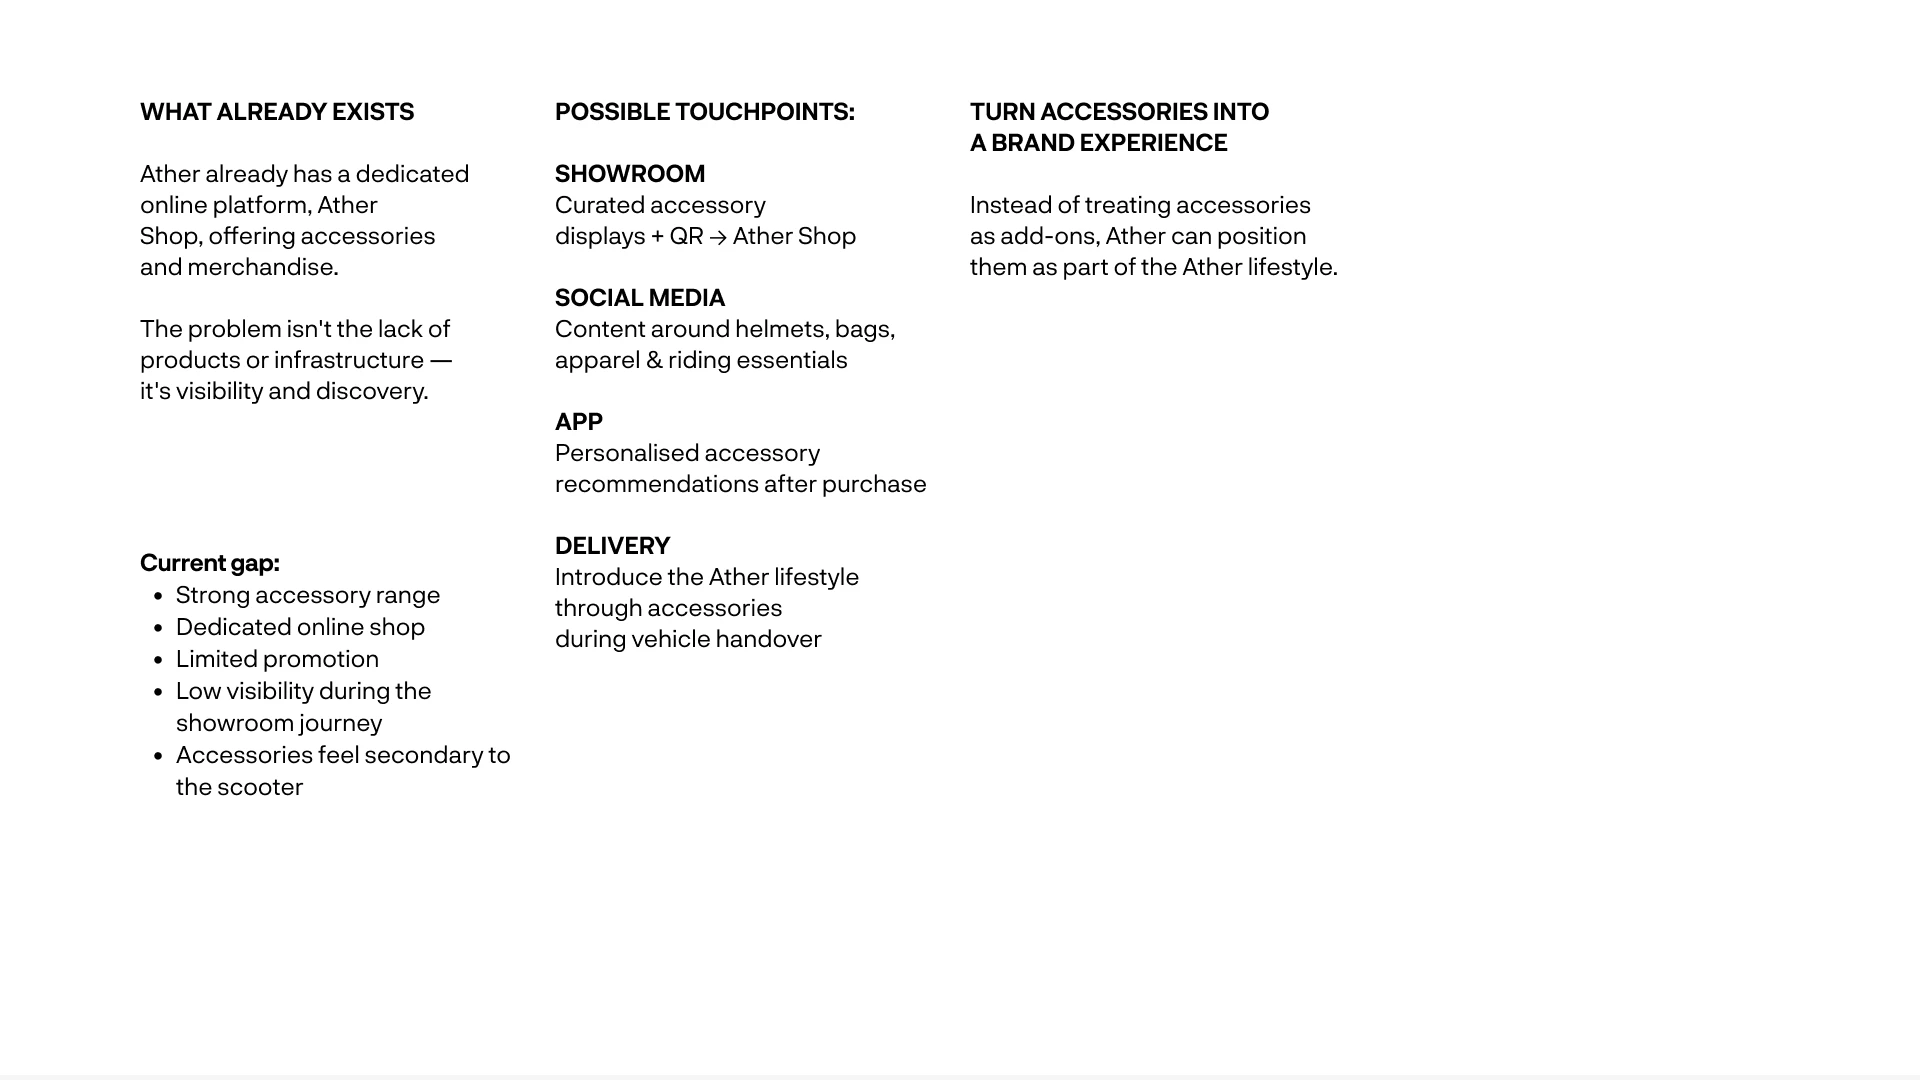 WHAT ALREADY EXISTS
Ather already has a dedicated
online platform, Ather
Shop, offering accessories
and merchandise.
The problem isn't the lack of
products or infrastructure —
it's visibility and discovery.
Current gap:
• Strong accessory range
• Dedicated online shop
• Limited promotion
• Low visibility during the
showroom journey
• Accessories feel secondary to
the scooter
POSSIBLE TOUCHPOINTS:
SHOWROOM
Curated accessory
displays + QR → Ather Shop
SOCIAL MEDIA
Content around helmets, bags,
apparel & riding essentials
APP
Personalised accessory
recommendations after purchase
DELIVERY
Introduce the Ather lifestyle
through accessories
during vehicle handover
TURN ACCESSORIES INTO
A BRAND EXPERIENCE
Instead of treating accessories
as add-ons, Ather can position
them as part of the Ather lifestyle.